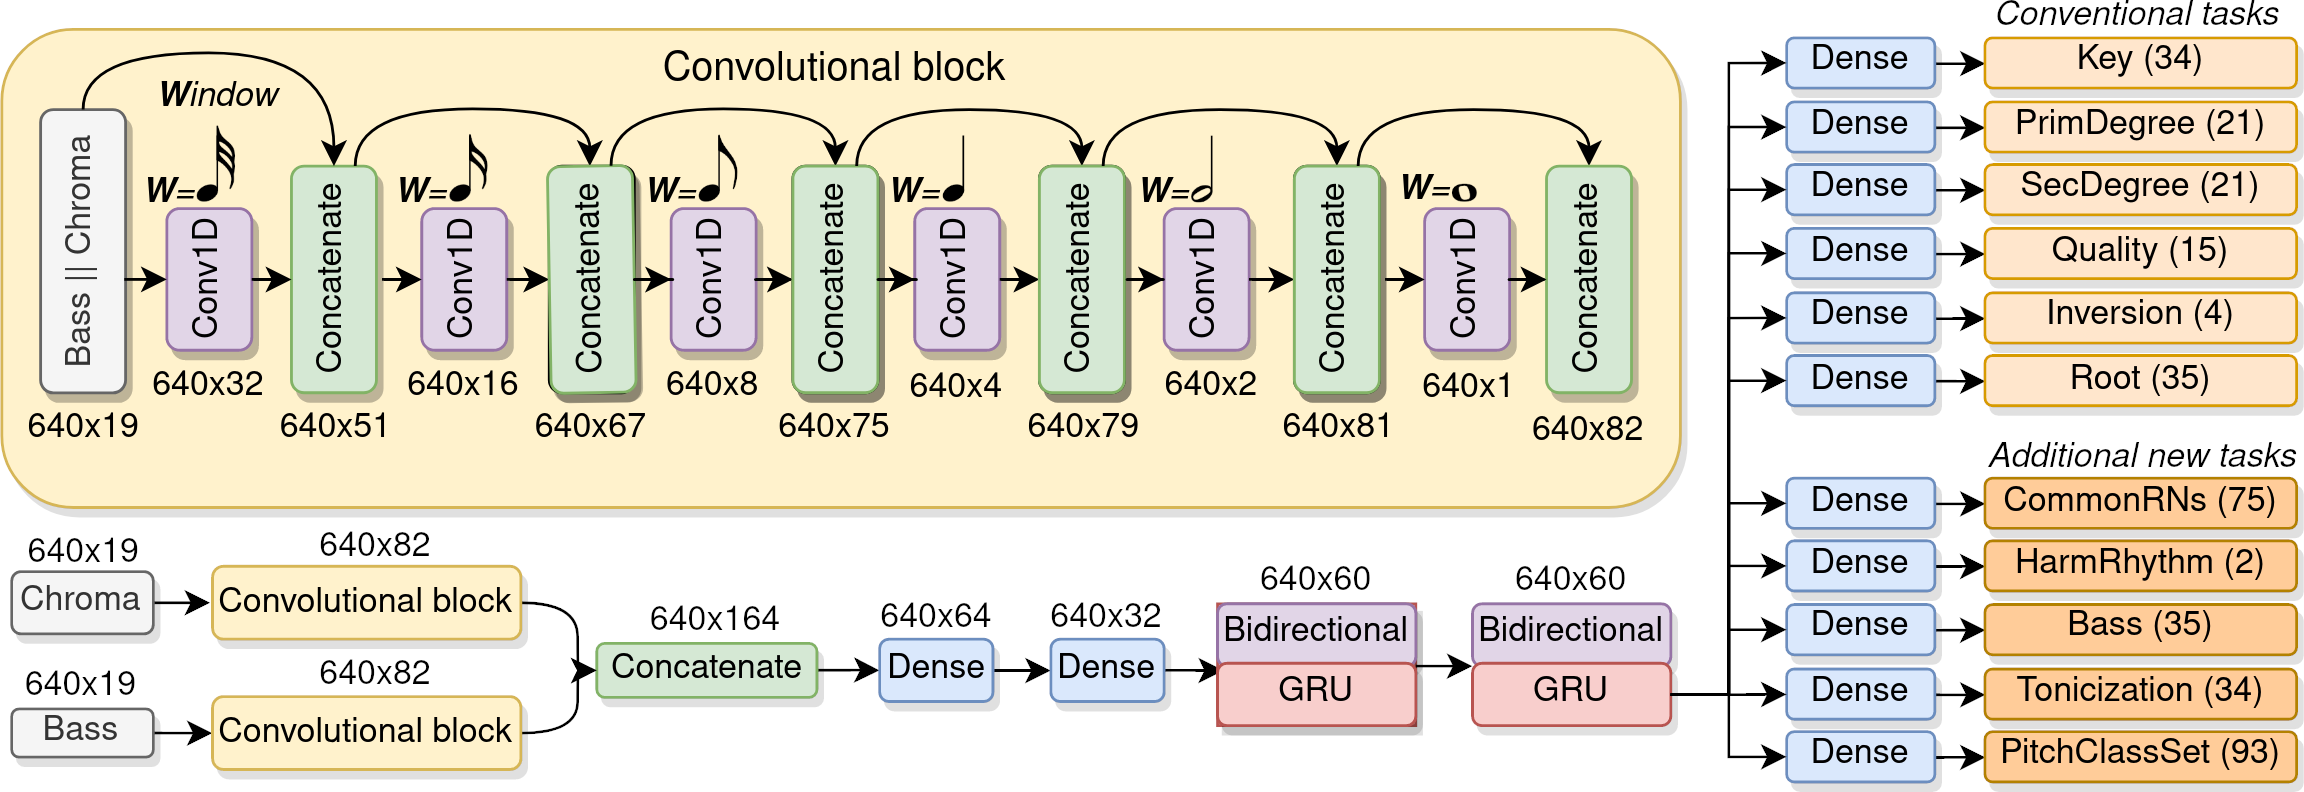 Convolutional block
Window
W=
W=
W=
W=
W=
W=
Bass || Chroma
Conv1D
Concatenate
Conv1D
Concatenate
Conv1D
Concatenate
Conv1D
Concatenate
Conv1D
Concatenate
Conv1D
Concatenate
640x32
640x16
640x8
640x4
640x2
640x1
640x19
640x51
640x67
640x75
640x79
640x81
640x82
640x19
Chroma
640x82
Convolutional block
640x19
Bass
640x82
Convolutional block
640x164
Concatenate
640x64
Dense
640x32
Dense
640x60
Bidirectional
GRU
640x60
Bidirectional
GRU
Conventional tasks
Dense
Key (34)
Dense
PrimDegree (21)
Dense
SecDegree (21)
Dense
Quality (15)
Dense
Inversion (4)
Dense
Root (35)
Additional new tasks
Dense
CommonRNs (75)
Dense
HarmRhythm (2)
Dense
Bass (35)
Dense
Tonicization (34)
Dense
PitchClassSet (93)